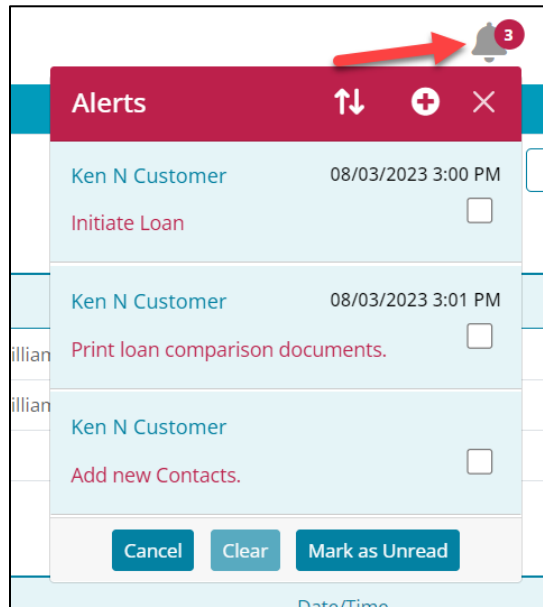 3
Alerts
Ken N Customer 08/03/2023 3:00 PM
Initiate Loan
Ken N Customer 08/03/2023 3:01 PM
Print loan comparison documents.
Ken N Customer
Add new Contacts.
Cancel Clear Mark as Unread
Date/Time